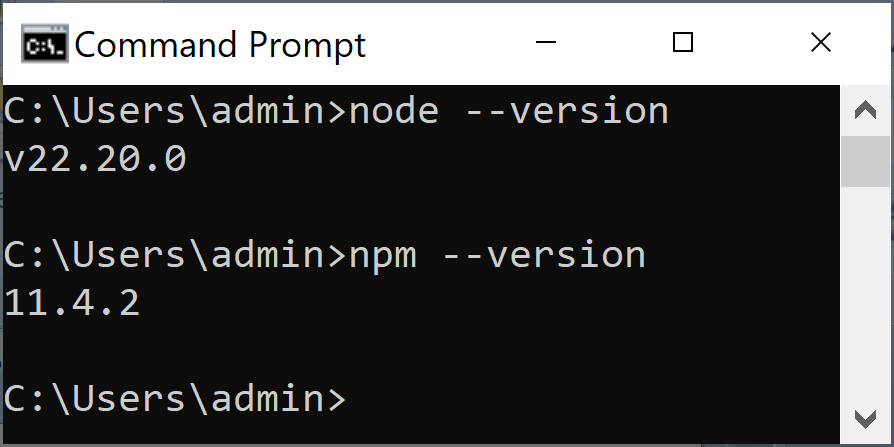 Command Prompt
C:\Users\admin>node --version
v22.20.0
C:\Users\admin>npm --version
11.4.2
C:\Users\admin>